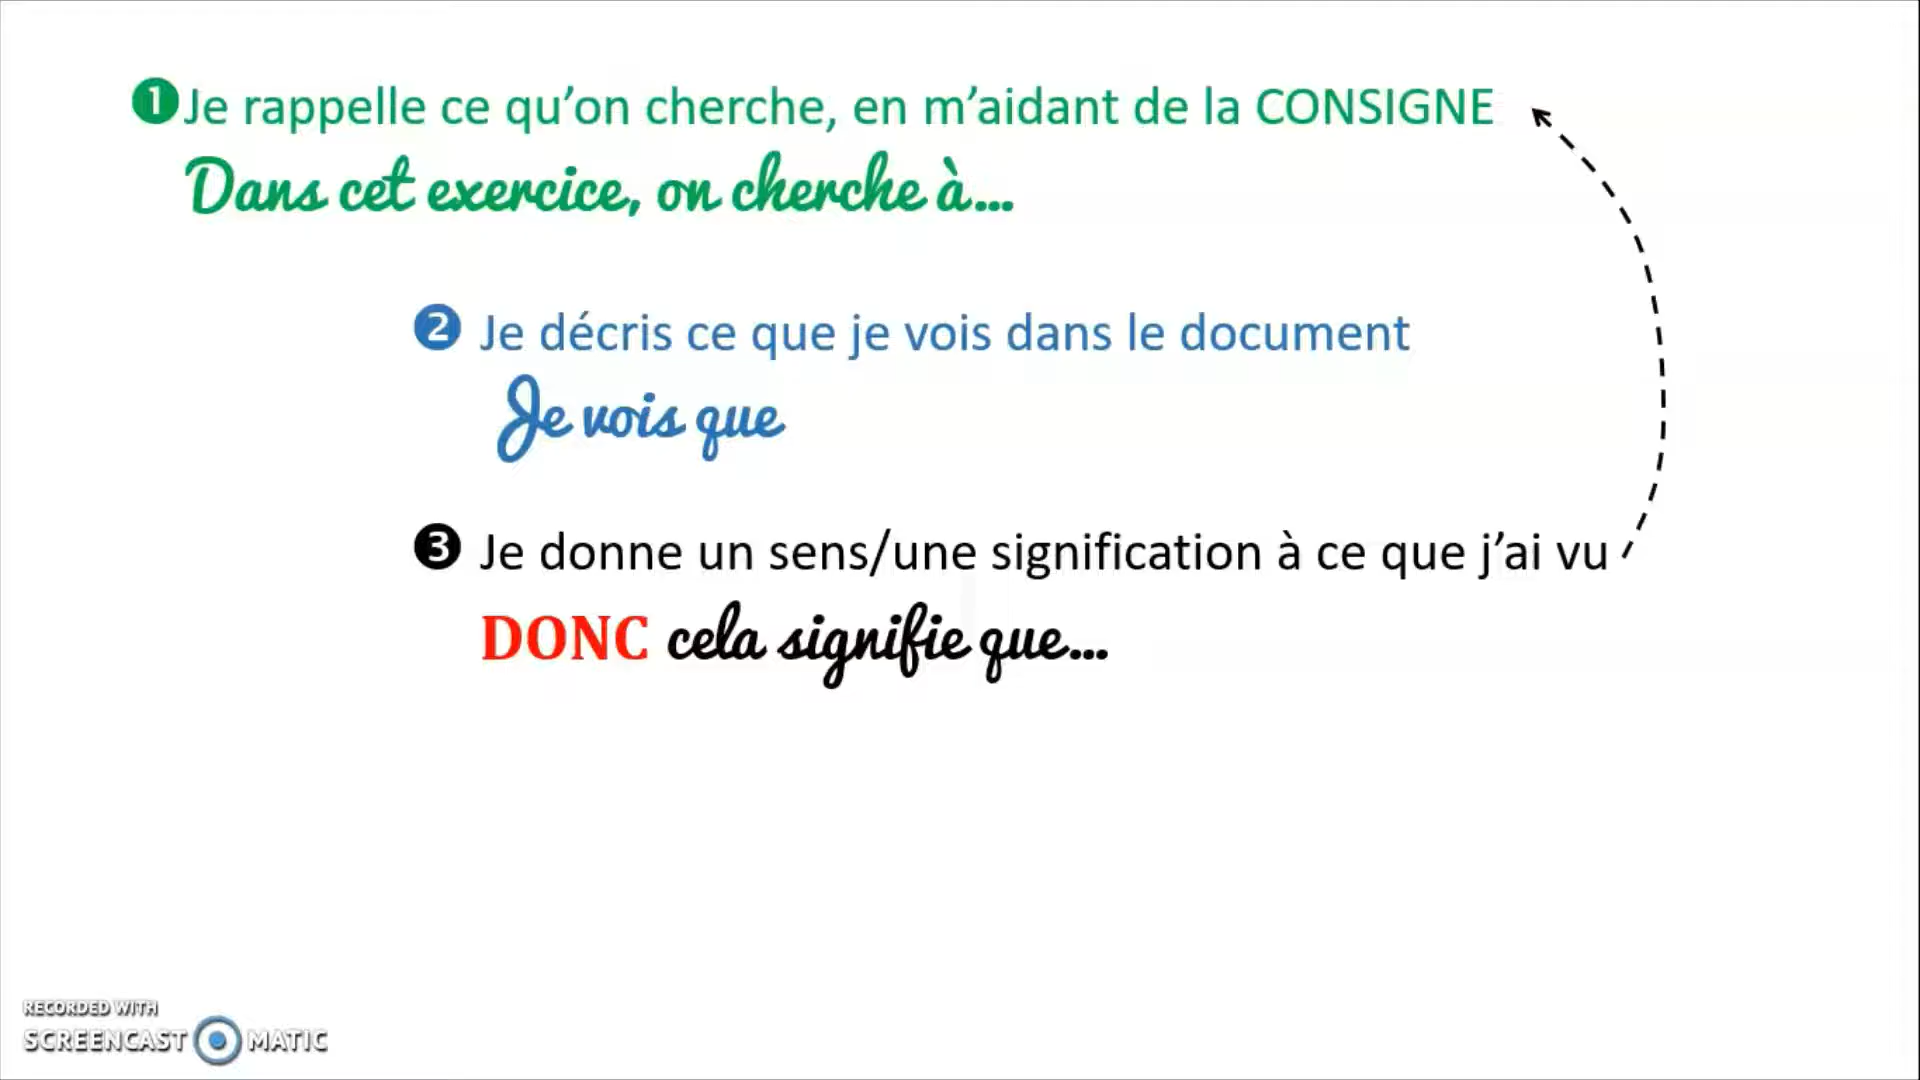 ❶Je rappelle ce qu’on cherche, en m’aidant de la CONSIGNE
Dans cet exercice, on cherche à...
❷ Je décris ce que je vois dans le document
Je vois que
❸ Je donne un sens/une signification à ce que j’ai vu
DONC cela signifie que...
RECORDED WITH
SCREENCAST MATIC